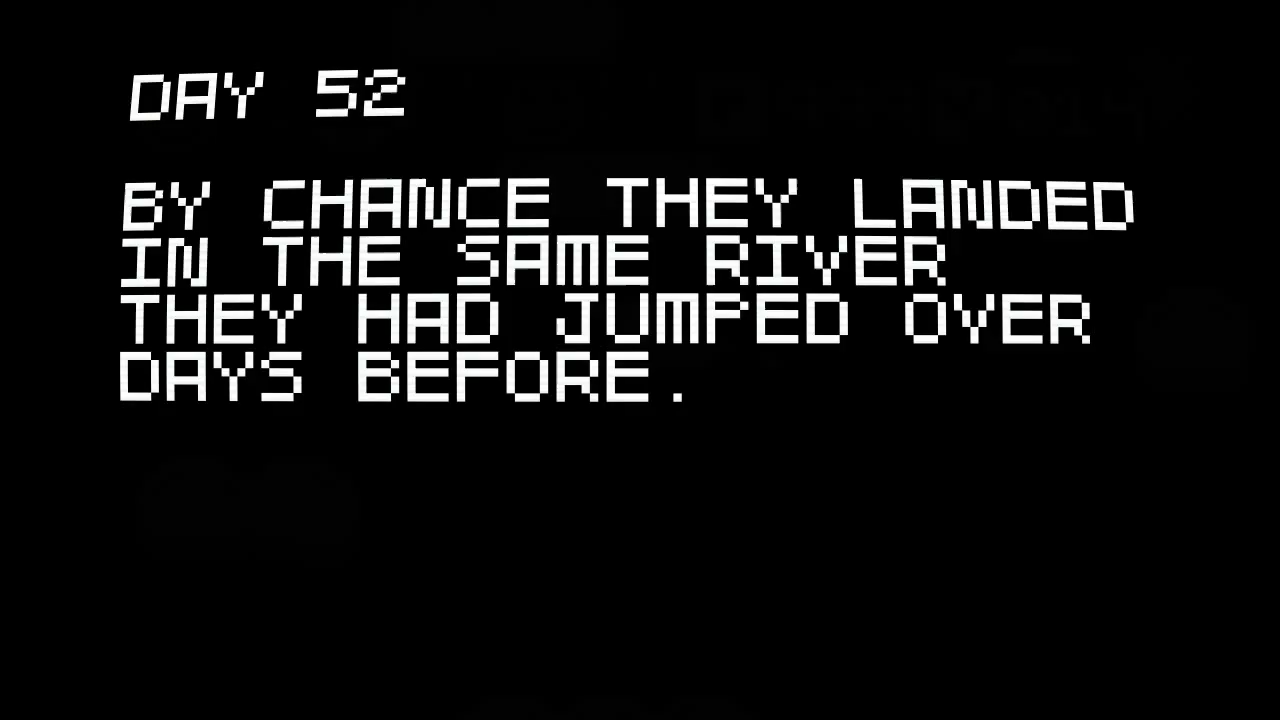 DAY 52
BY CHANCE THEY LANDED
IN THE SAME RIVER
THEY HAD JUMPED OVER
DAYS BEFORE.